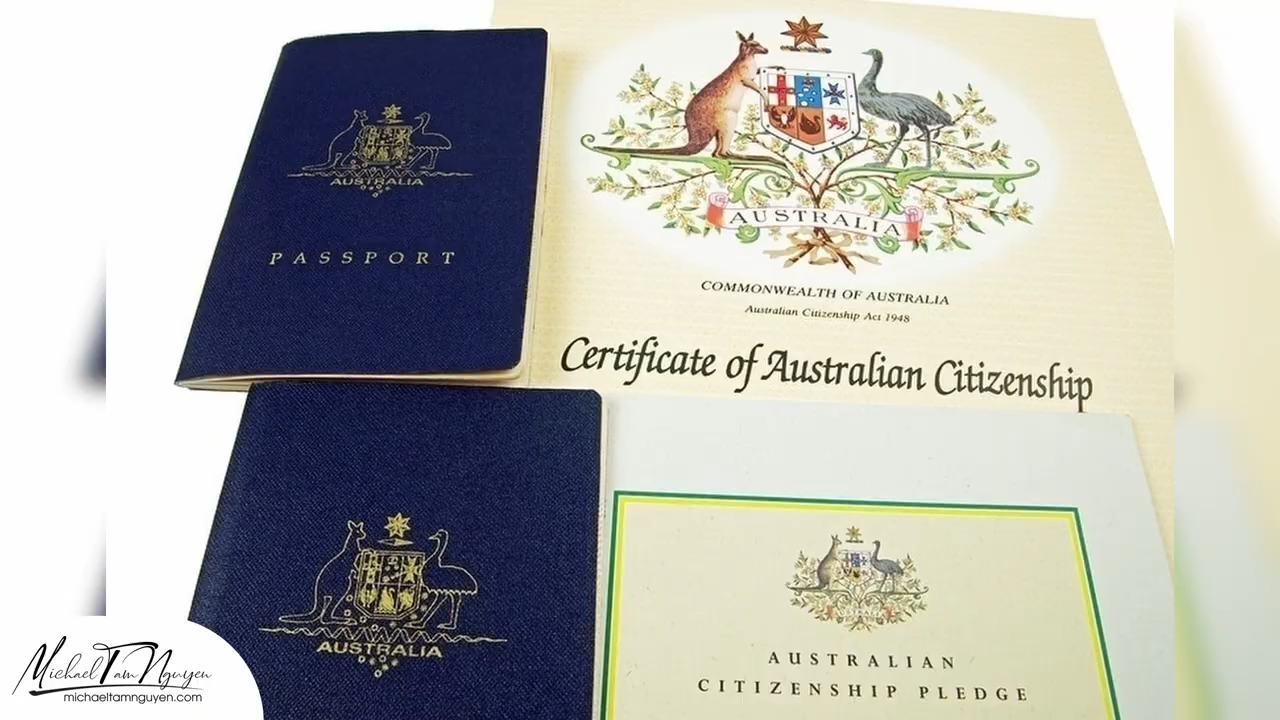 AUSTRALIA
PASSPORT
AUSTRALIA
COMMONWEALTH OF AUSTRALIA
Australian Citizenship Act 1948
Certificate of Australian Citizenship
AUSTRALIA
AUSTRALIAN
CITIZENSHIP PLEDGE
Michael Tam Nguyen
michaeltamnguyen.com